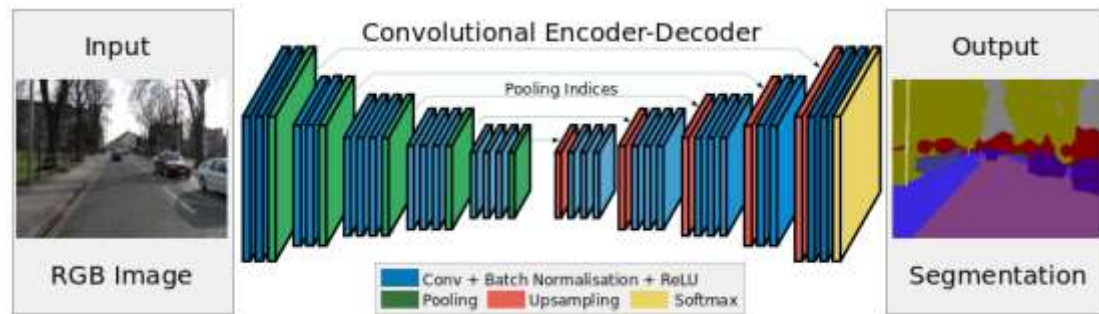 Input
RGB Image
Convolutional Encoder-Decoder
Pooling Indices
Conv + Batch Normalisation + ReLU
Pooling Upsampling Softmax
Output
Segmentation